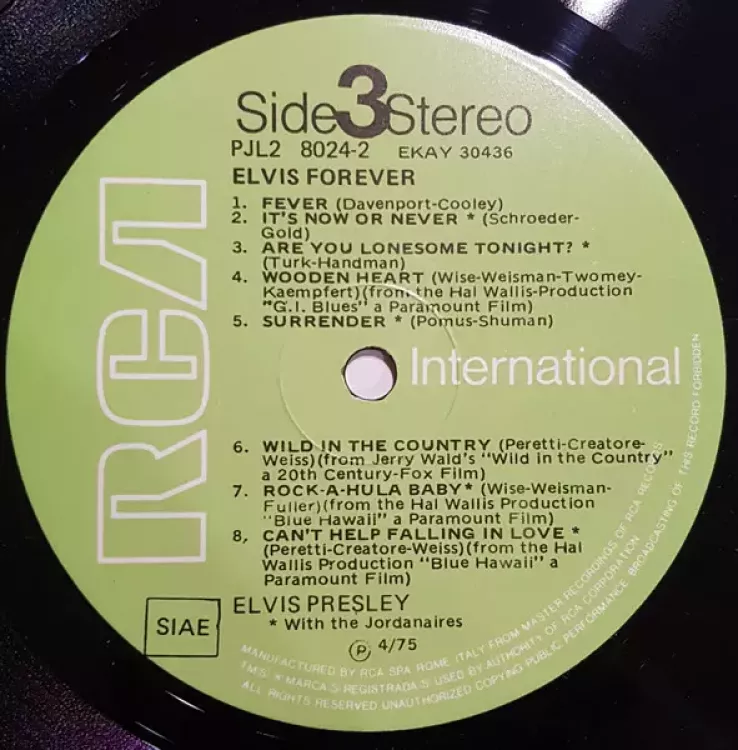 Side 3 Stereo
PJL2 8024-2 EKAY 30436
ELVIS FOREVER
1. FEVER (Davenport-Cooley)
2. IT'S NOW OR NEVER * (Schroeder-
Gold)
3. ARE YOU LONESOME TONIGHT? *
(Turk-Handman)
4. WOODEN HEART (Wise-Weisman-Twomey-
Kaempfert)(from the Hal Wallis-Production
"G.I. Blues" a Paramount Film)
5. SURRENDER * (Pomus-Shuman)
RCA
International
6. WILD IN THE COUNTRY (Peretti-Creatore-
Weiss)(from Jerry Wald's "Wild in the Country"
a 20th Century-Fox Film)
7. ROCK-A-HULA BABY * (Wise-Weisman-
Fuller)(from the Hal Wallis Production
"Blue Hawaii" a Paramount Film)
8, CAN'T HELP FALLING IN LOVE *
(Peretti-Creatore-Weiss)(from the Hal
Wallis Production "Blue Hawaii" a
Paramount Film)
ELVIS PRESLEY
* With the Jordanaires
SIAE
℗ 4/75
MANUFACTURED BY RCA SPA ROME, ITALY FROM MASTER RECORDINGS OF RCA RECORDS
TM'S * MARCA S REGISTRADA S USED BY AUTHORITY OF RCA CORPORATION
ALL RIGHTS RESERVED UNAUTHORIZED COPYING PUBLIC PERFORMANCE BROADCASTING OF THIS RECORD FORBIDDEN